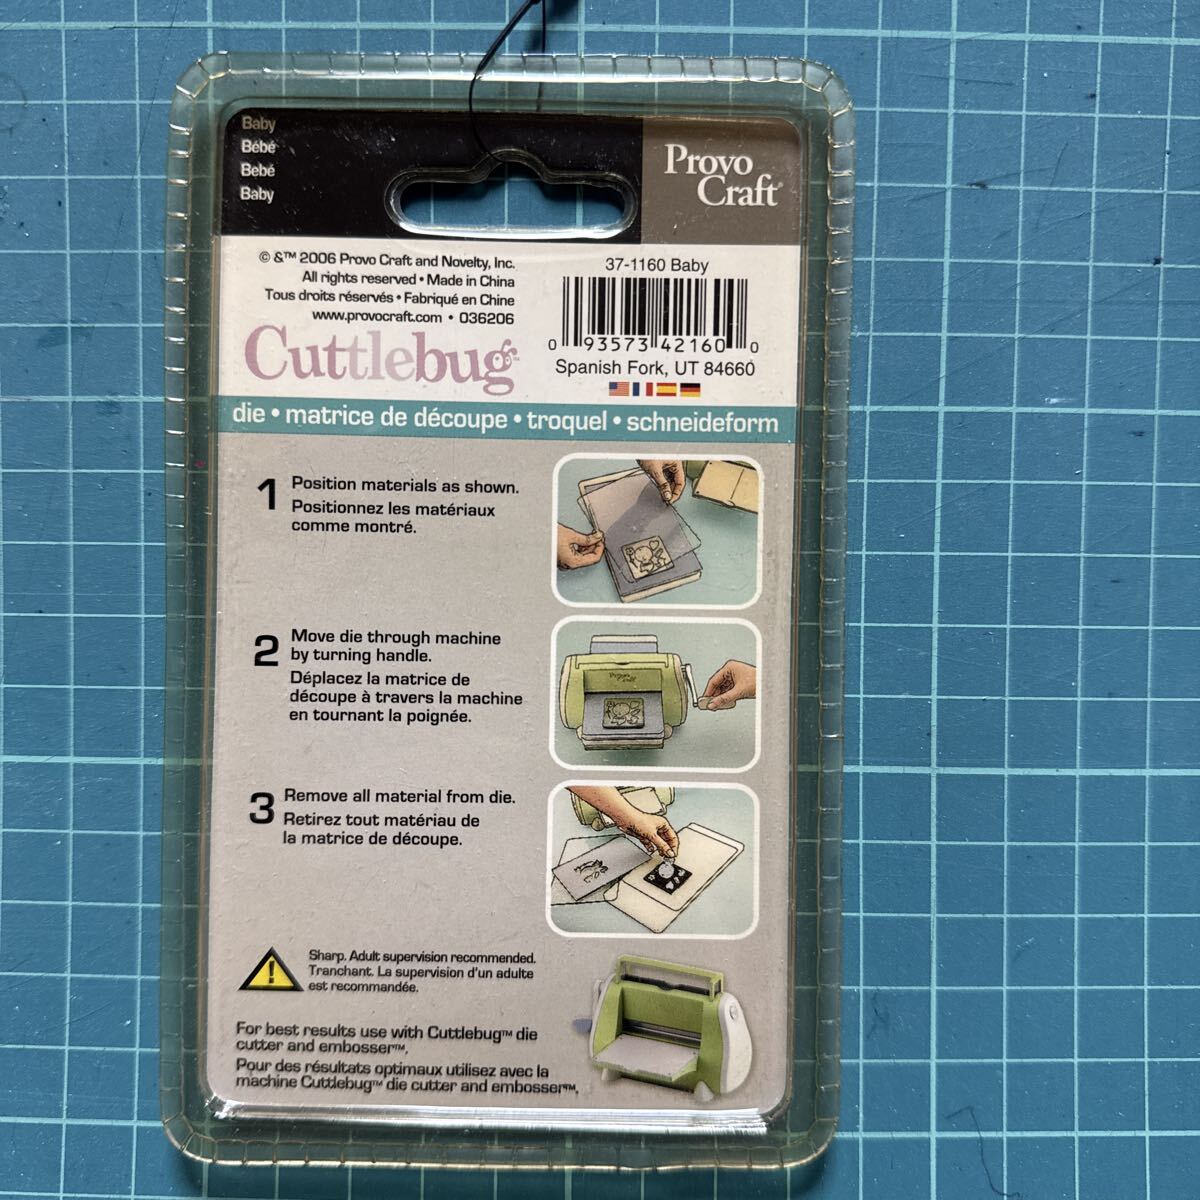 Baby
Bébé
Bebé
Baby
Provo
Craft®
© &™ 2006 Provo Craft and Novelty, Inc.
All rights reserved • Made in China
Tous droits réservés • Fabriqué en Chine
www.provocraft.com • 036206
Cuttlebug™
37-1160 Baby
0 93573 42160 0
Spanish Fork, UT 84660
die • matrice de découpe • troquel • schneideform
1 Position materials as shown.
Positionnez les matériaux
comme montré.
2 Move die through machine
by turning handle.
Déplacez la matrice de
découpe à travers la machine
en tournant la poignée.
Provo
Craft
3 Remove all material from die.
Retirez tout matériau de
la matrice de découpe.
Sharp. Adult supervision recommended.
Tranchant. La supervision d'un adulte
est recommandée.
For best results use with Cuttlebug™ die
cutter and embosser™.
Pour des résultats optimaux utilisez avec la
machine Cuttlebug™ die cutter and embosser™.